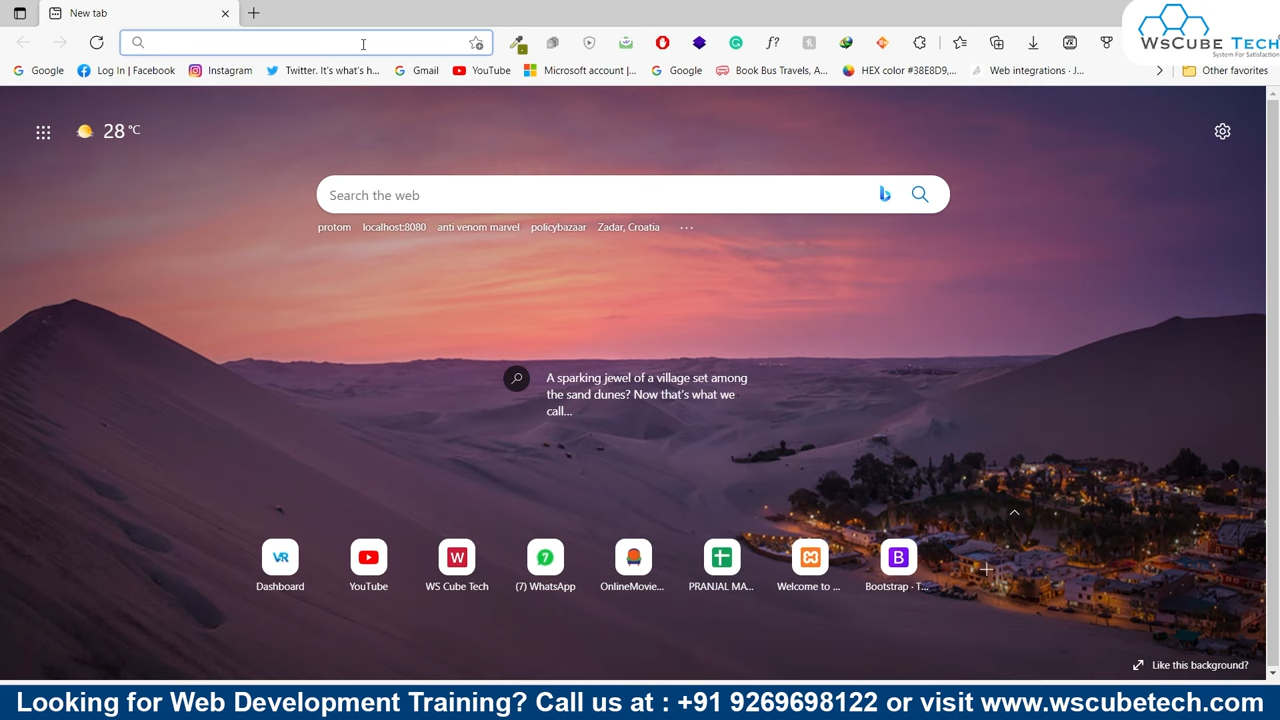 New tab
WsCube Tech
System For Satisfaction
Google
Log In | Facebook
Instagram
Twitter. It's what's h...
Gmail
YouTube
Microsoft account |...
Google
Book Bus Travels, A...
HEX color #38E8D9,...
Web integrations · J...
Other favorites
28 °C
Search the web
protom
localhost:8080
anti venom marvel
policybazaar
Zadar, Croatia
...
A sparking jewel of a village set among
the sand dunes? Now that's what we
call...
Dashboard
YouTube
WS Cube Tech
(7) WhatsApp
OnlineMovie...
PRANJAL MA...
Welcome to ...
Bootstrap · T...
Like this background?
Looking for Web Development Training? Call us at : +91 9269698122 or visit www.wscubetech.com